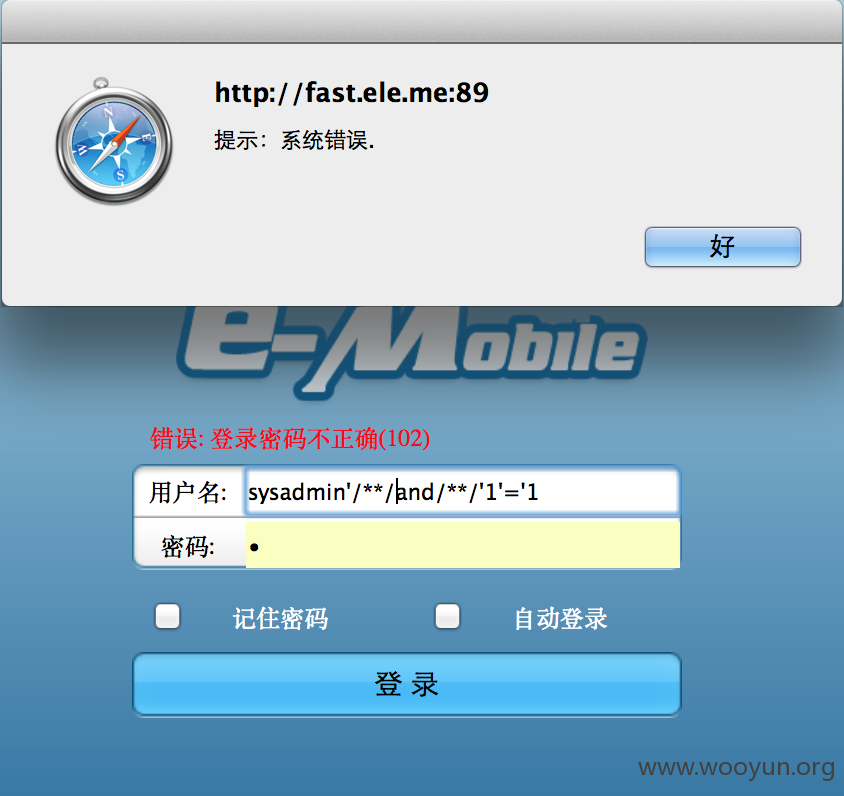 http://fast.ele.me:89
提示：系统错误.
好
e-Mobile
错误: 登录密码不正确(102)
用户名: sysadmin'/**/and/**/'1'='1
密码: •
记住密码 自动登录
登 录
www.wooyun.org